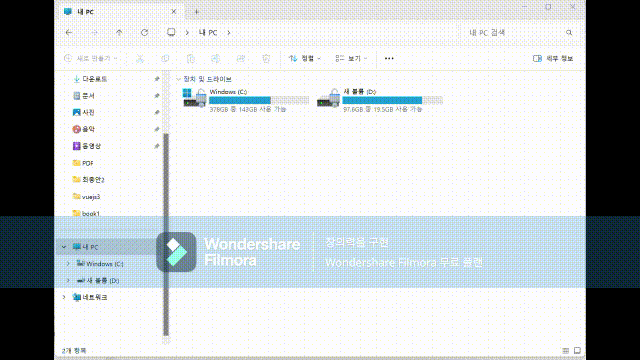 내 PC
내 PC
내 PC 검색
새로 만들기
정렬
보기
세부 정보
다운로드
문서
사진
음악
동영상
PDF
최종안2
vuejs3
book1
내 PC
Windows (C:)
새 볼륨 (D:)
네트워크
장치 및 드라이브
Windows (C:)
378GB 중 143GB 사용 가능
새 볼륨 (D:)
97.6GB 중 19.5GB 사용 가능
Wondershare
Filmora
창의력을 구현
Wondershare Filmora 무료 플랜
2개 항목